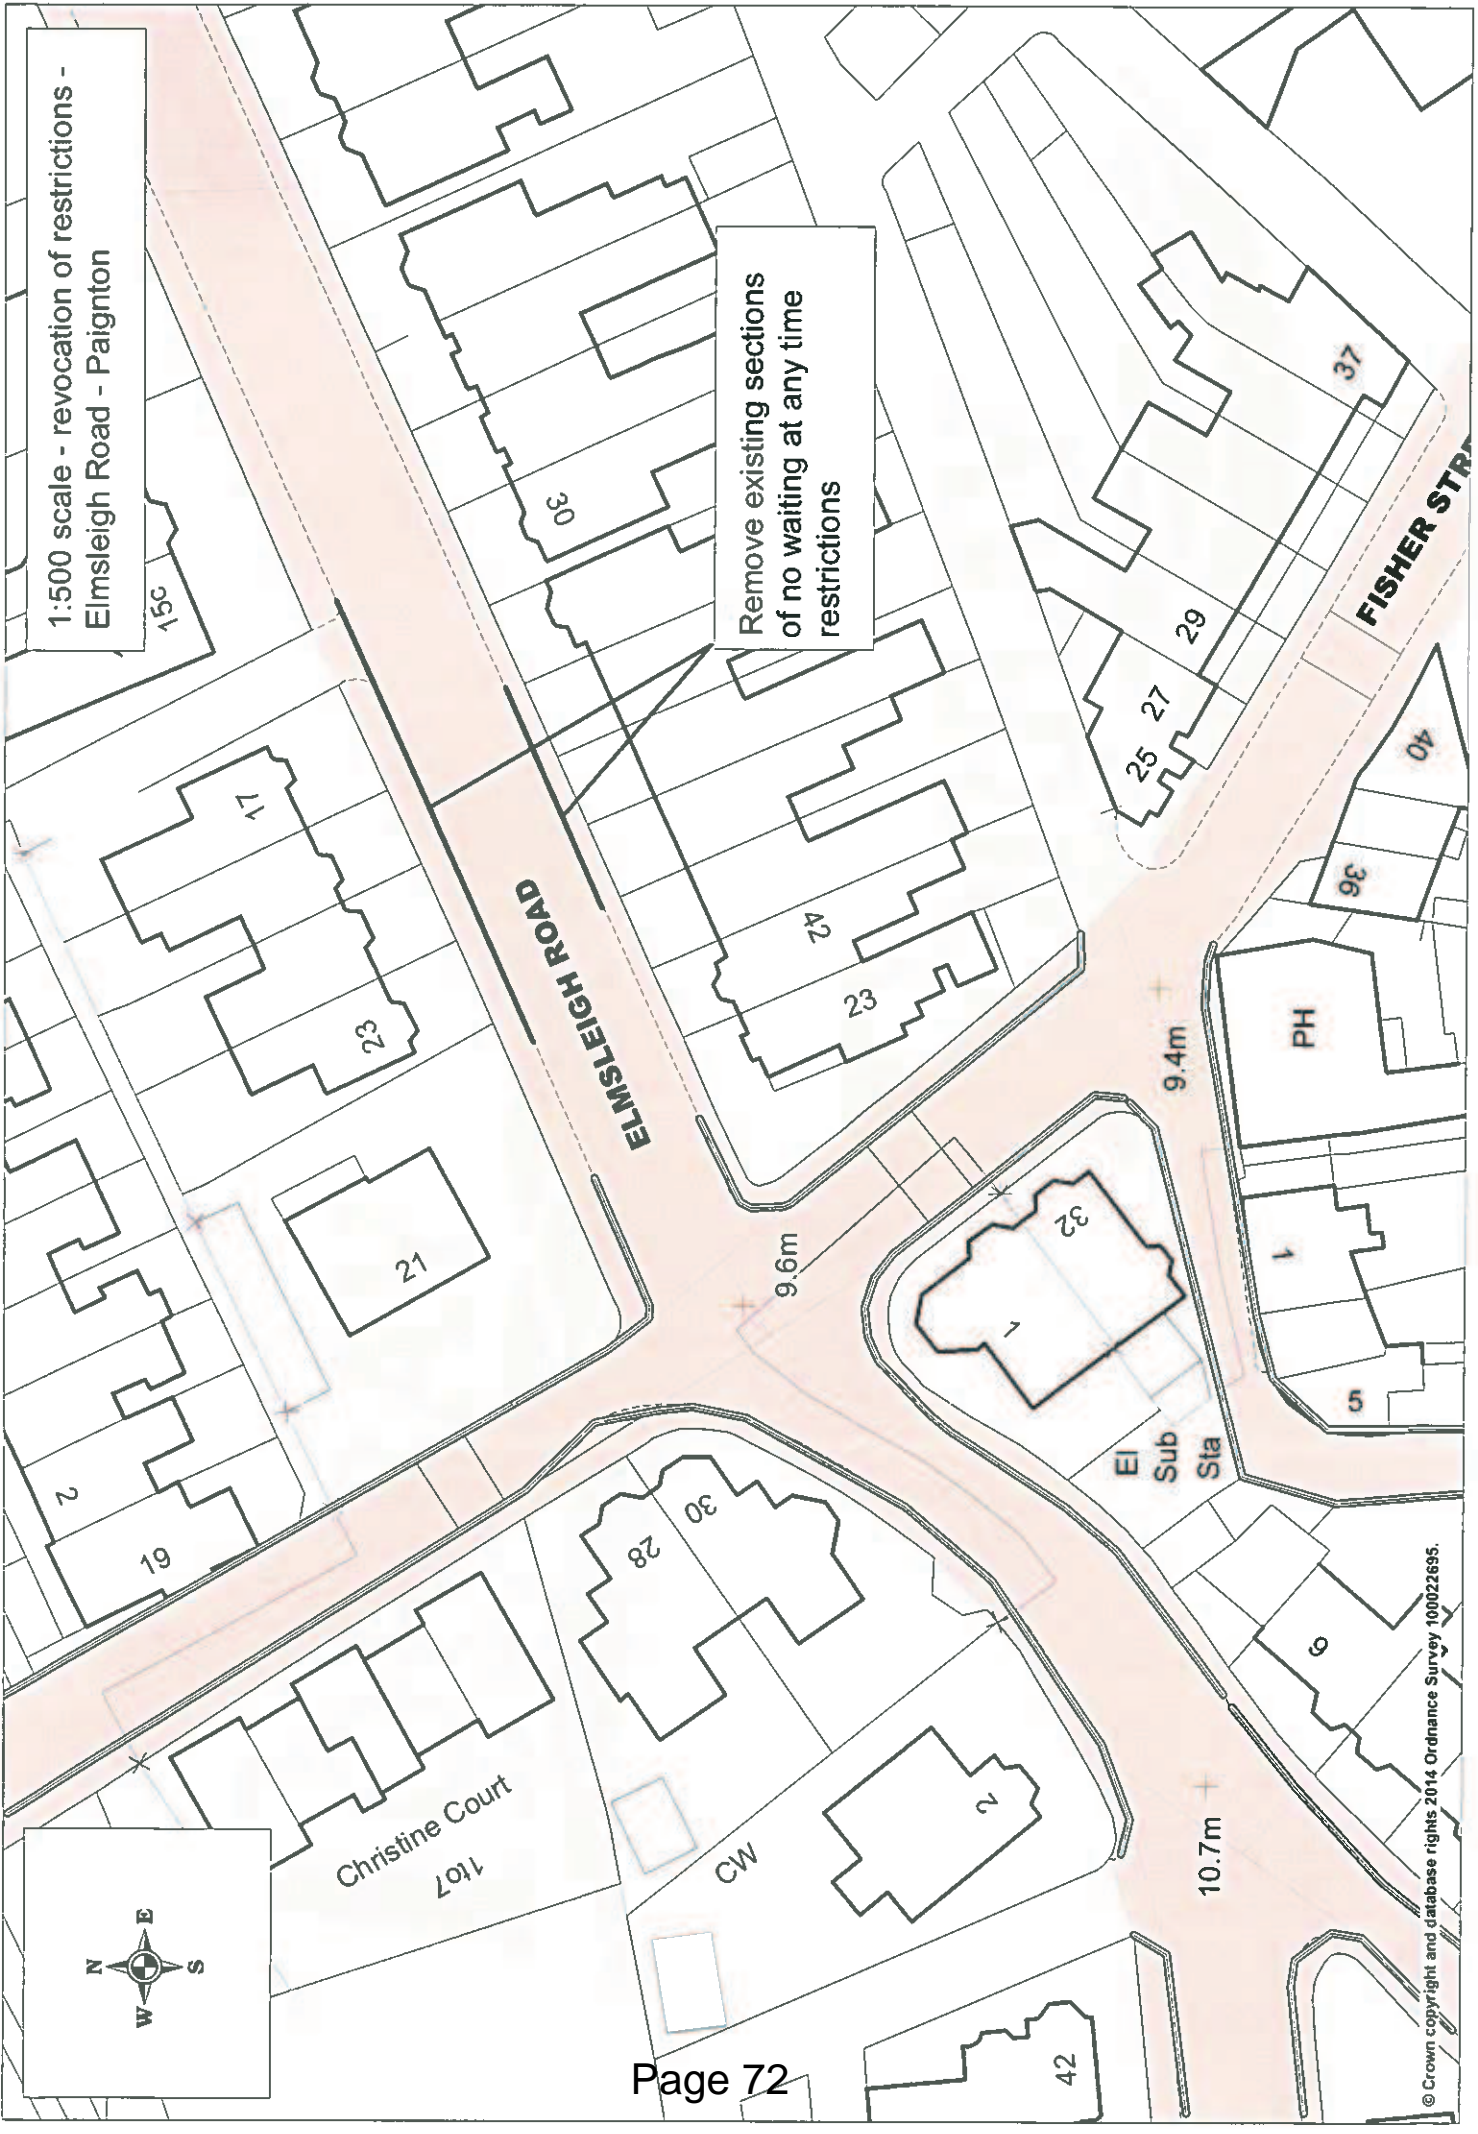 1:500 scale - revocation of restrictions -
Elmsleigh Road - Paignton
Remove existing sections
of no waiting at any time
restrictions
15c
17
23
21
19
2
30
42
23
ELMSLEIGH ROAD
25
27
29
37
FISHER STR
40
36
PH
9.4m
9.6m
32
1
1
5
El
Sub
Sta
28
30
Christine Court
1to7
CW
2
9
10.7m
42
N
W
E
S
© Crown copyright and database rights 2014 Ordnance Survey 100022695.
Page 72